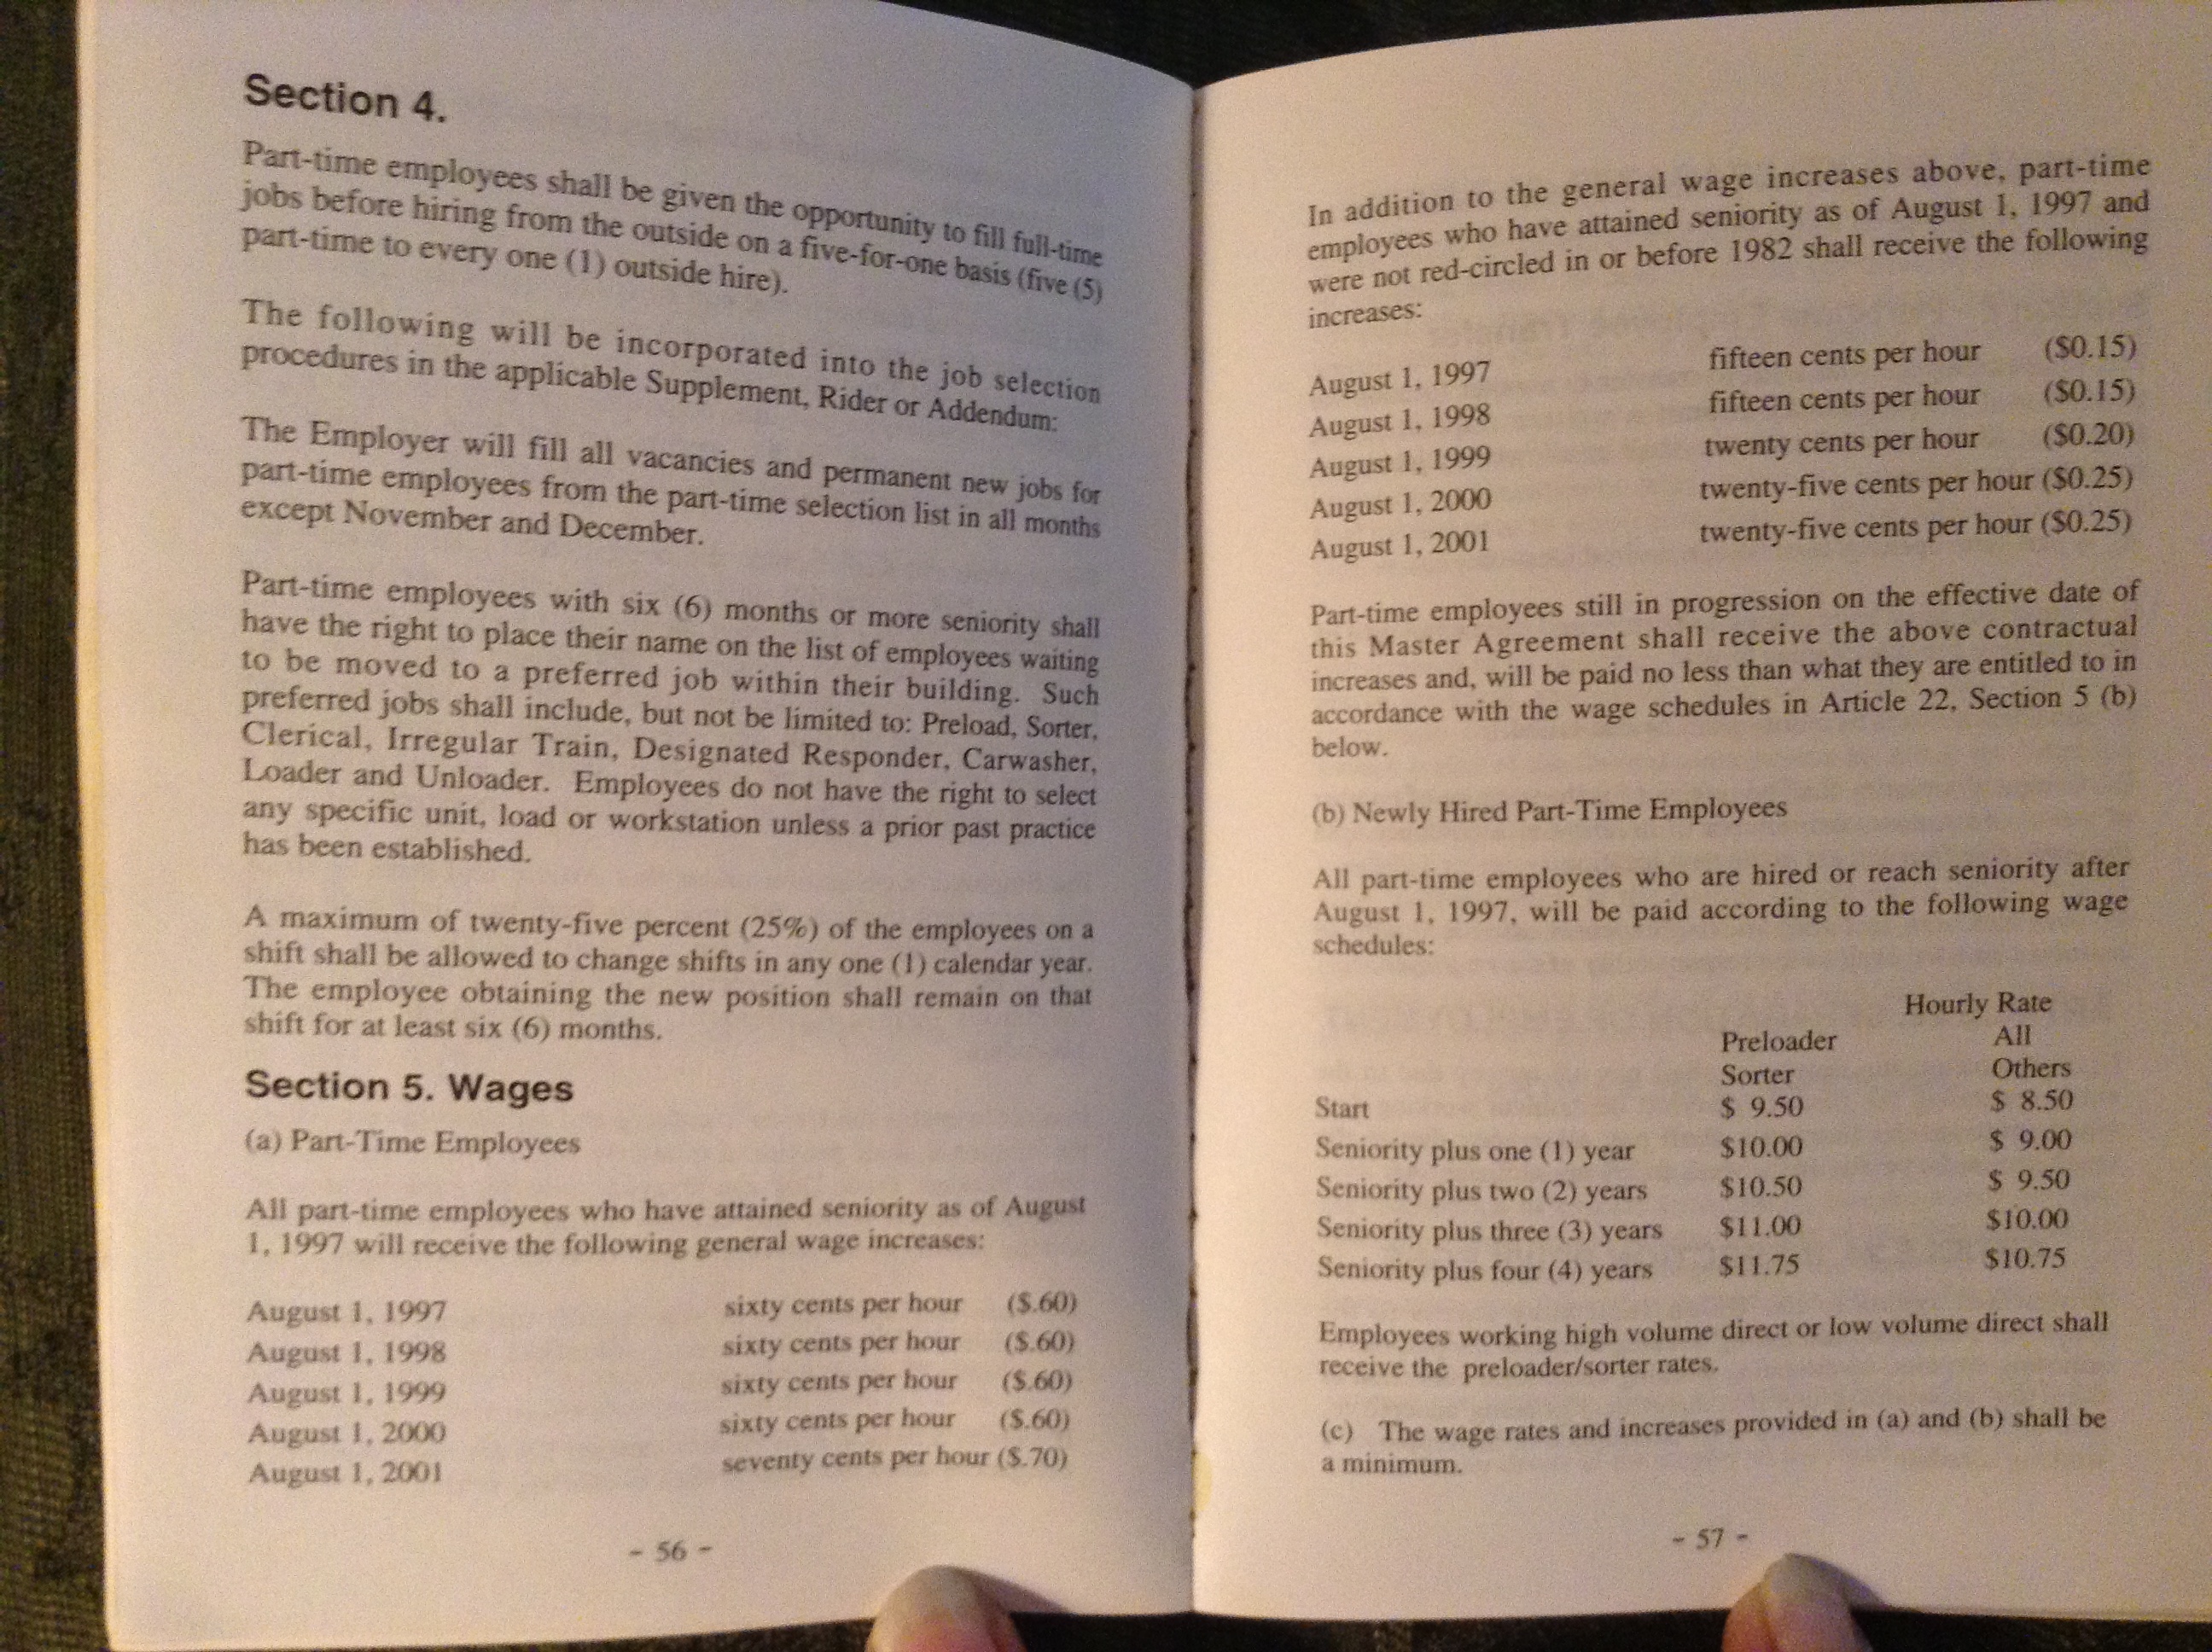 Section 4.
Part-time employees shall be given the opportunity to fill full-time
jobs before hiring from the outside on a five-for-one basis (five (5)
part-time to every one (1) outside hire).
The following will be incorporated into the job selection
procedures in the applicable Supplement, Rider or Addendum:
The Employer will fill all vacancies and permanent new jobs for
part-time employees from the part-time selection list in all months
except November and December.
Part-time employees with six (6) months or more seniority shall
have the right to place their name on the list of employees waiting
to be moved to a preferred job within their building. Such
preferred jobs shall include, but not be limited to: Preload, Sorter,
Clerical, Irregular Train, Designated Responder, Carwasher,
Loader and Unloader. Employees do not have the right to select
any specific unit, load or workstation unless a prior past practice
has been established.
A maximum of twenty-five percent (25%) of the employees on a
shift shall be allowed to change shifts in any one (1) calendar year.
The employee obtaining the new position shall remain on that
shift for at least six (6) months.
Section 5. Wages
(a) Part-Time Employees
All part-time employees who have attained seniority as of August
1, 1997 will receive the following general wage increases:
August 1, 1997 sixty cents per hour ($.60)
August 1, 1998 sixty cents per hour ($.60)
August 1, 1999 sixty cents per hour ($.60)
August 1, 2000 sixty cents per hour ($.60)
August 1, 2001 seventy cents per hour ($.70)
- 56 -
In addition to the general wage increases above, part-time
employees who have attained seniority as of August 1, 1997 and
were not red-circled in or before 1982 shall receive the following
increases:
August 1, 1997 fifteen cents per hour ($0.15)
August 1, 1998 fifteen cents per hour ($0.15)
August 1, 1999 twenty cents per hour ($0.20)
August 1, 2000 twenty-five cents per hour ($0.25)
August 1, 2001 twenty-five cents per hour ($0.25)
Part-time employees still in progression on the effective date of
this Master Agreement shall receive the above contractual
increases and, will be paid no less than what they are entitled to in
accordance with the wage schedules in Article 22, Section 5 (b)
below.
(b) Newly Hired Part-Time Employees
All part-time employees who are hired or reach seniority after
August 1, 1997, will be paid according to the following wage
schedules:
Hourly Rate
Preloader All
Sorter Others
Start $ 9.50 $ 8.50
Seniority plus one (1) year $10.00 $ 9.00
Seniority plus two (2) years $10.50 $ 9.50
Seniority plus three (3) years $11.00 $10.00
Seniority plus four (4) years $11.75 $10.75
Employees working high volume direct or low volume direct shall
receive the preloader/sorter rates.
(c) The wage rates and increases provided in (a) and (b) shall be
a minimum.
- 57 -